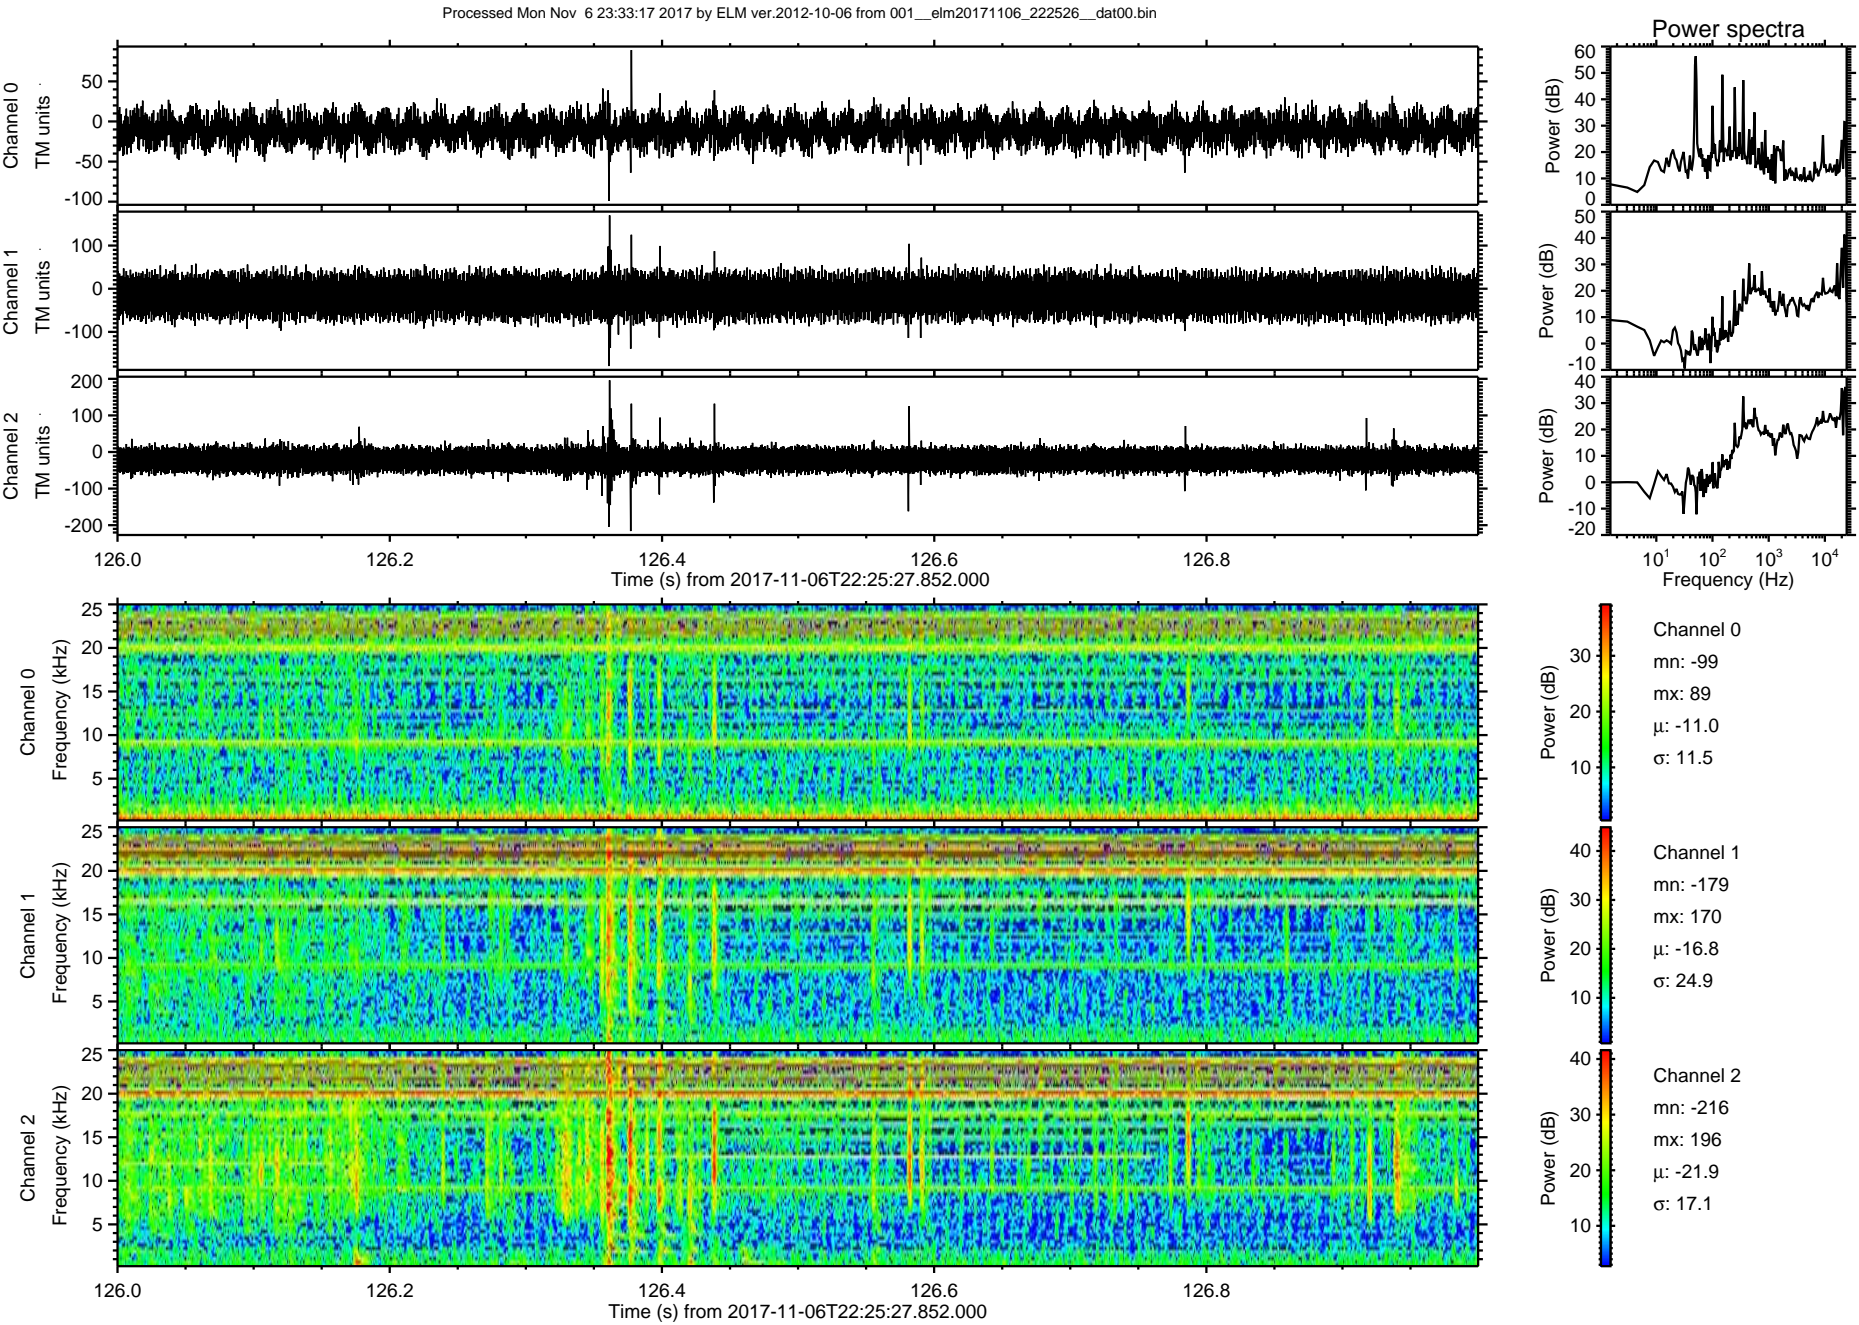 Processed Mon Nov  6 23:33:17 2017 by ELM ver.2012-10-06 from 001__elm20171106_222526__dat00.bin
Power spectra
Channel 0
TM units
50
0
-50
-100
Power (dB)
60
50
40
30
20
10
0
Channel 1
TM units
100
0
-100
Power (dB)
50
40
30
20
10
0
-10
Channel 2
TM units
200
100
0
-100
-200
Power (dB)
40
30
20
10
0
-10
-20
126.0 126.2 126.4 126.6 126.8
Time (s) from 2017-11-06T22:25:27.852.000
10¹ 10² 10³ 10⁴
Frequency (Hz)
Channel 0
Frequency (kHz)
25
20
15
10
5
Power (dB)
30
20
10
Channel 0
mn: -99
mx: 89
μ: -11.0
σ: 11.5
Channel 1
Frequency (kHz)
25
20
15
10
5
Power (dB)
40
30
20
10
Channel 1
mn: -179
mx: 170
μ: -16.8
σ: 24.9
Channel 2
Frequency (kHz)
25
20
15
10
5
Power (dB)
40
30
20
10
Channel 2
mn: -216
mx: 196
μ: -21.9
σ: 17.1
126.0 126.2 126.4 126.6 126.8
Time (s) from 2017-11-06T22:25:27.852.000